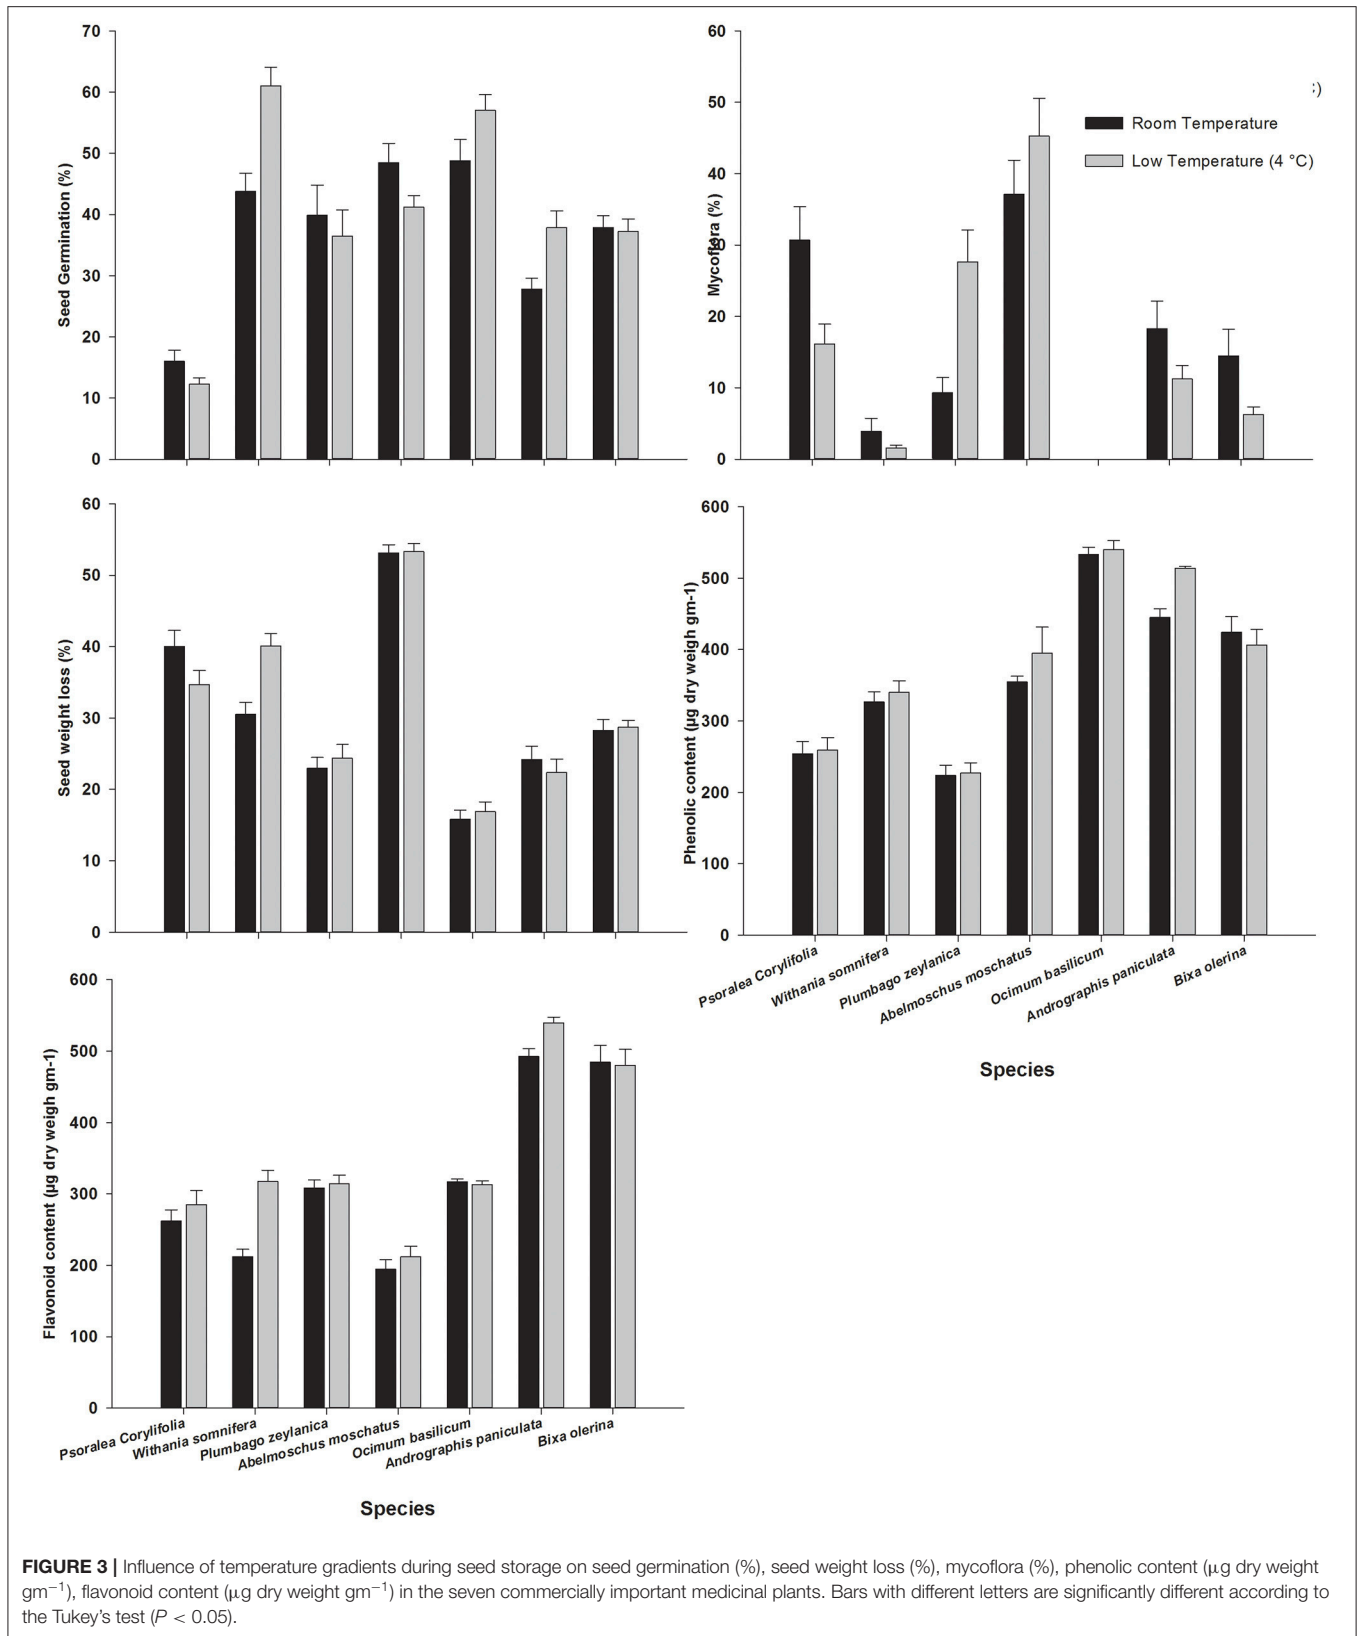 70
60
50
40
30
20
10
0
Seed Germination (%)
60
50
40
30
20
10
0
Mycoflora (%)
:)
Room Temperature
Low Temperature (4 °C)
60
50
40
30
20
10
0
Seed weight loss (%)
600
500
400
300
200
100
0
Phenolic content (µg dry weigh gm-1)
Psoralea Corylifolia
Withania somnifera
Plumbago zeylanica
Abelmoschus moschatus
Ocimum basilicum
Andrographis paniculata
Bixa olerina
Species
600
500
400
300
200
100
0
Flavonoid content (µg dry weigh gm-1)
Psoralea Corylifolia
Withania somnifera
Plumbago zeylanica
Abelmoschus moschatus
Ocimum basilicum
Andrographis paniculata
Bixa olerina
Species
FIGURE 3 | Influence of temperature gradients during seed storage on seed germination (%), seed weight loss (%), mycoflora (%), phenolic content (µg dry weight
gm−1), flavonoid content (µg dry weight gm−1) in the seven commercially important medicinal plants. Bars with different letters are significantly different according to
the Tukey's test (P < 0.05).